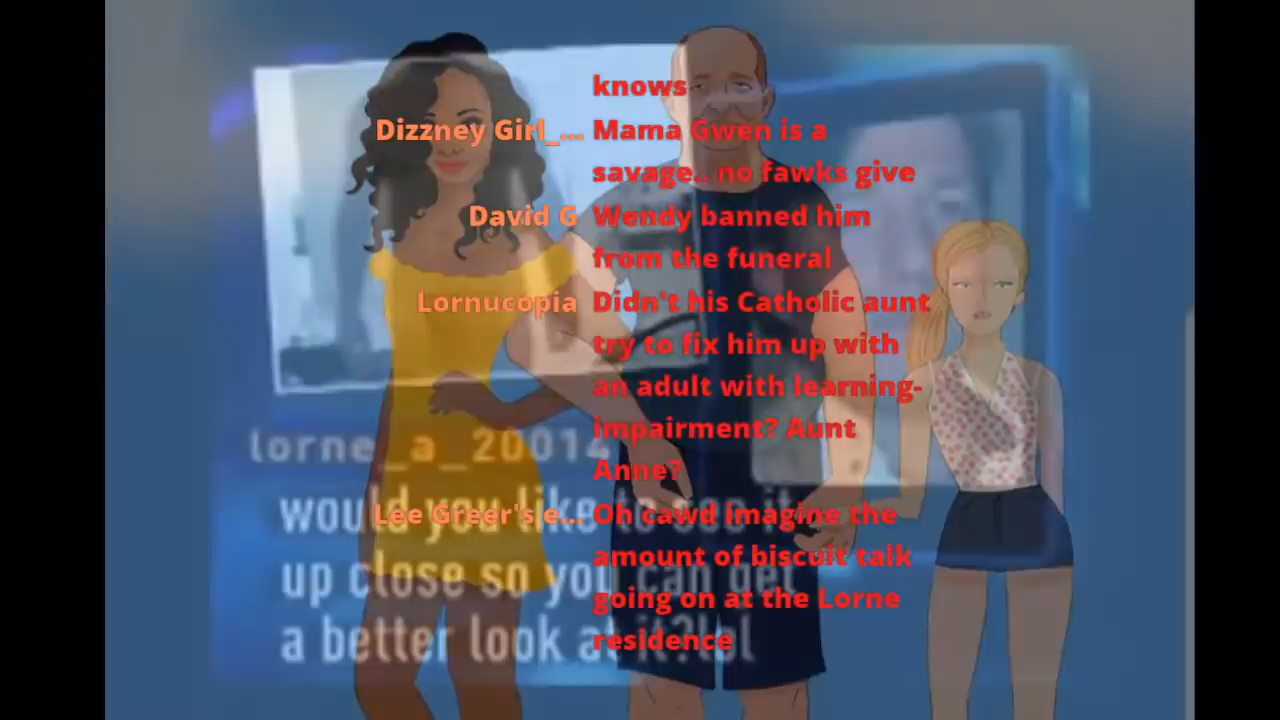 knows
Dizzney Girl_... Mama Gwen is a
savage.. no fawks give
David G Wendy banned him
from the funeral
Lornucopia Didn't his Catholic aunt
try to fix him up with
an adult with learning-
impairment? Aunt
Anne?
Lee Greer's e... Oh cawd imagine the
amount of biscuit talk
going on at the Lorne
residence
lorne_a_20014
would you like to see it
up close so you can get
a better look at it?lol